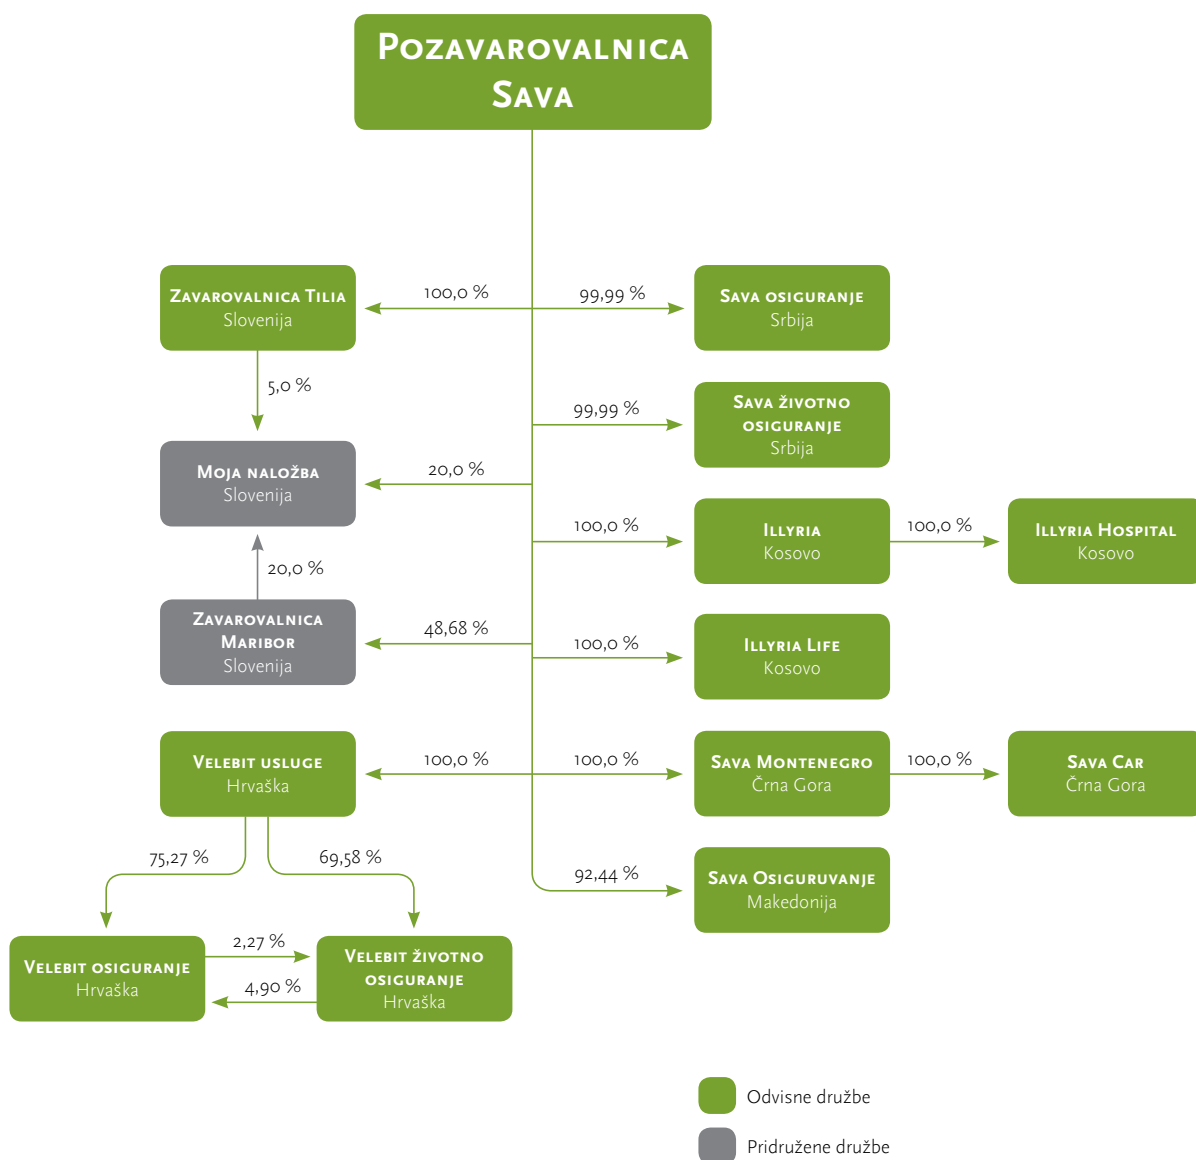 Pozavarovalnica
Sava
Zavarovalnica Tilia
Slovenija
100,0 %
99,99 %
Sava osiguranje
Srbija
5,0 %
99,99 %
Sava životno
osiguranje
Srbija
Moja naložba
Slovenija
20,0 %
100,0 %
Illyria
Kosovo
100,0 %
Illyria Hospital
Kosovo
20,0 %
Zavarovalnica
Maribor
Slovenija
48,68 %
100,0 %
Illyria Life
Kosovo
Velebit usluge
Hrvaška
100,0 %
100,0 %
Sava Montenegro
Črna Gora
100,0 %
Sava Car
Črna Gora
75,27 %
69,58 %
92,44 %
Sava Osiguruvanje
Makedonija
Velebit osiguranje
Hrvaška
2,27 %
4,90 %
Velebit životno
osiguranje
Hrvaška
Odvisne družbe
Pridružene družbe